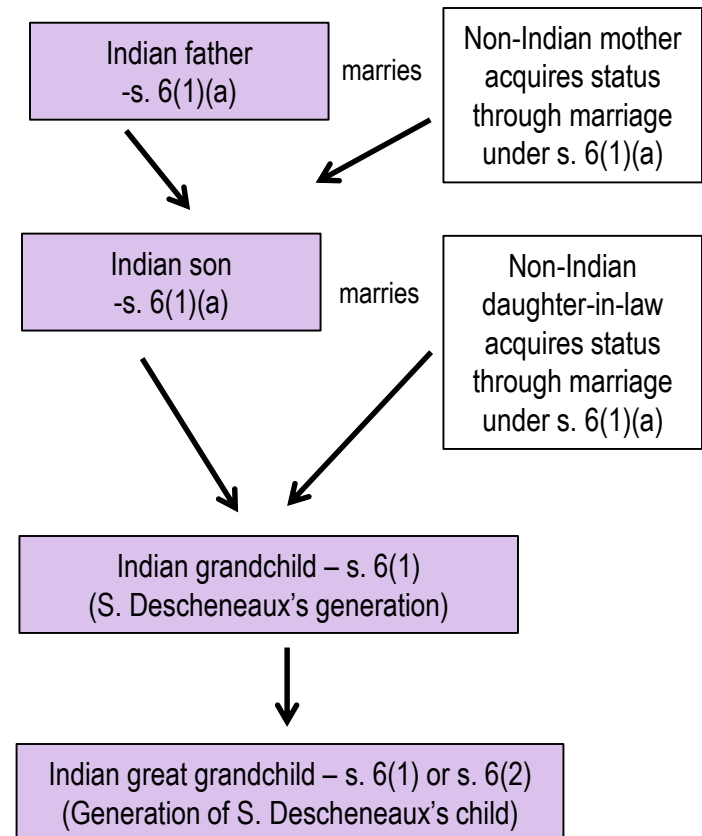 Indian father
-s. 6(1)(a)
marries
Non-Indian mother
acquires status
through marriage
under s. 6(1)(a)
Indian son
-s. 6(1)(a)
marries
Non-Indian
daughter-in-law
acquires status
through marriage
under s. 6(1)(a)
Indian grandchild – s. 6(1)
(S. Descheneaux’s generation)
Indian great grandchild – s. 6(1) or s. 6(2)
(Generation of S. Descheneaux’s child)